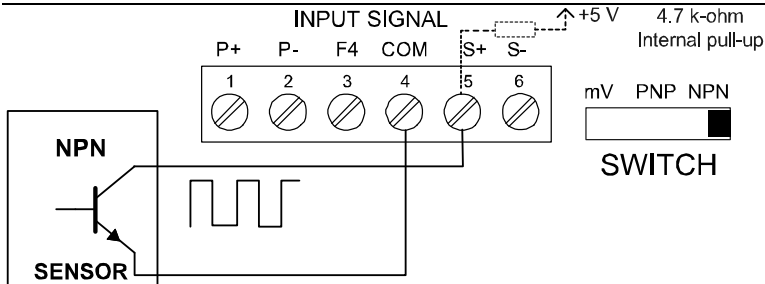 INPUT SIGNAL
+5 V
4.7 k-ohm
Internal pull-up
P+ P- F4 COM S+ S-
1 2 3 4 5 6
mV PNP NPN
SWITCH
NPN
SENSOR